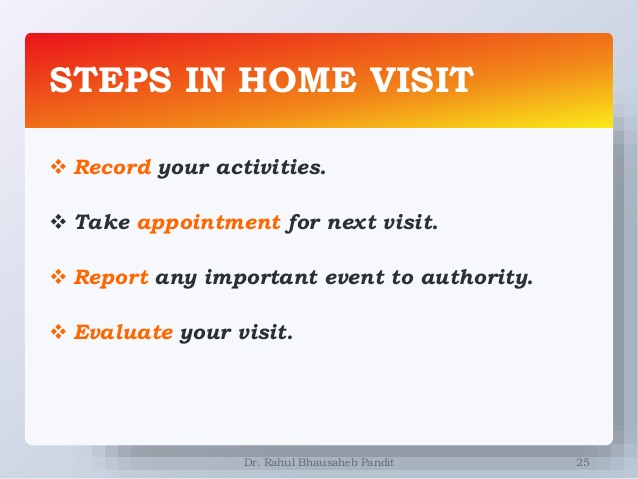 STEPS IN HOME VISIT
❖ Record your activities.
❖ Take appointment for next visit.
❖ Report any important event to authority.
❖ Evaluate your visit.
Dr. Rahul Bhausaheb Pandit 25